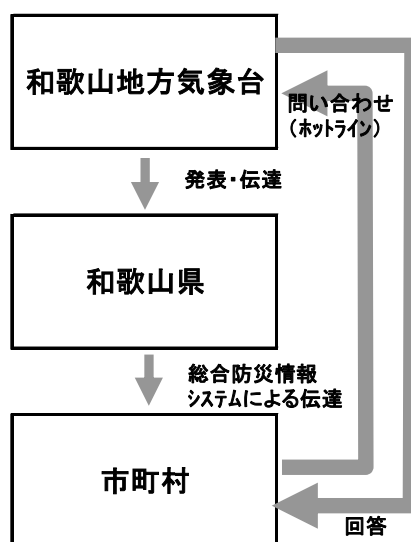 和歌山地方気象台
問い合わせ
（ﾎｯﾄﾗｲﾝ）
発表・伝達
和歌山県
総合防災情報
ｼｽﾃﾑによる伝達
市町村
回答